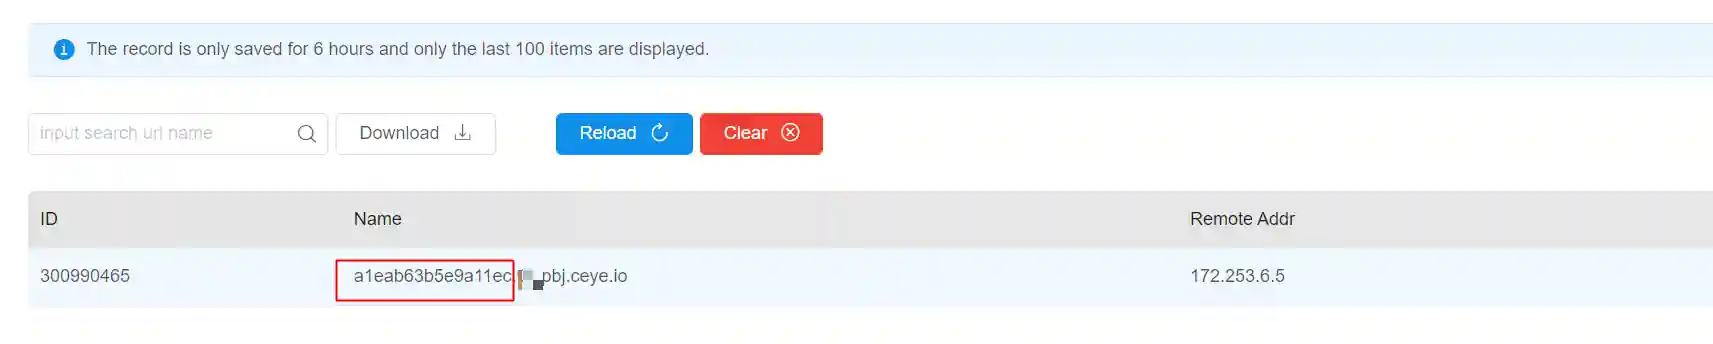 The record is only saved for 6 hours and only the last 100 items are displayed.
input search url name Download Reload Clear
ID Name Remote Addr
300990465 a1eab63b5e9a11ec. pbj.ceye.io 172.253.6.5